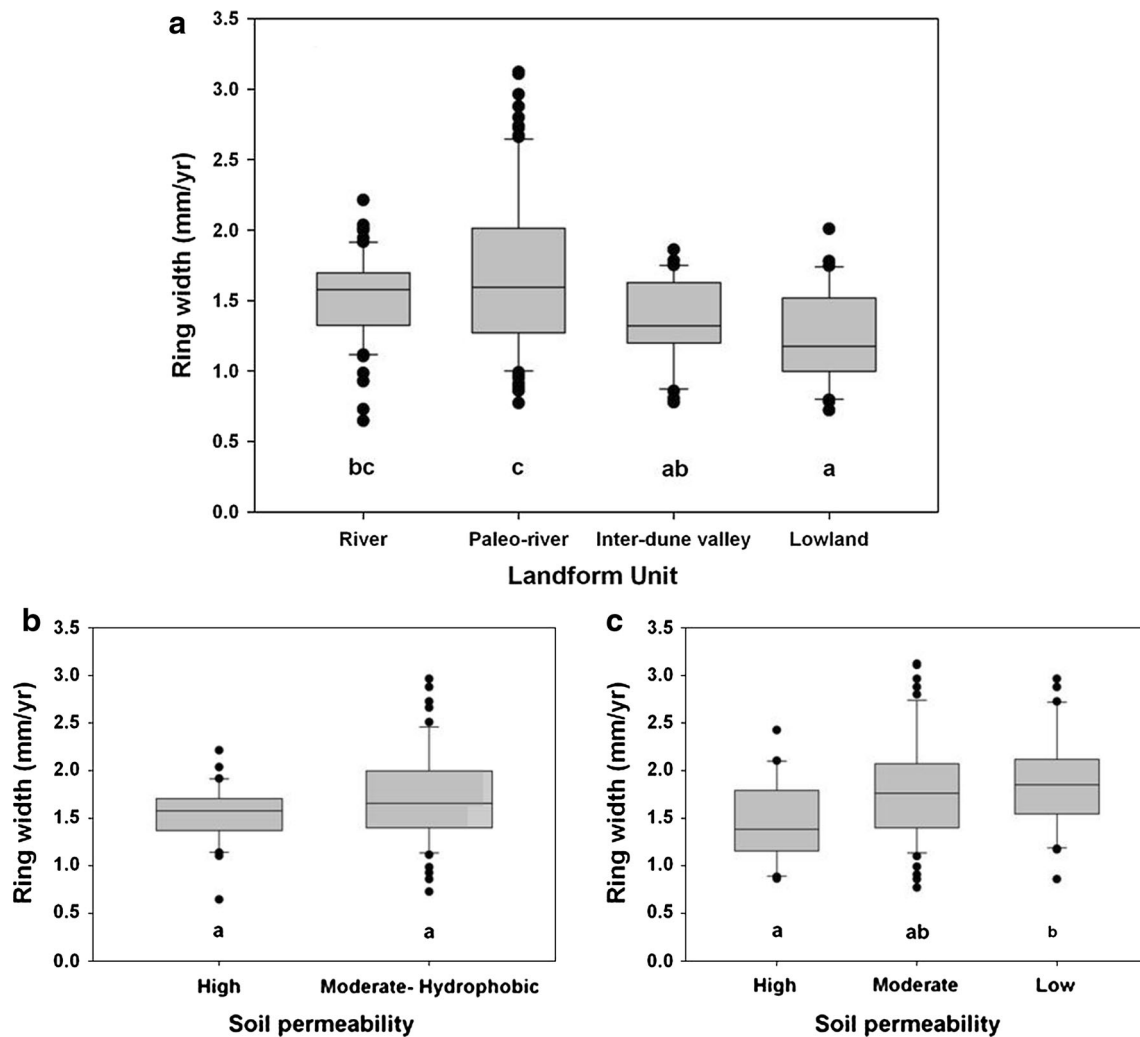 a
Ring width (mm/yr)
3.5
3.0
2.5
2.0
1.5
1.0
0.5
0.0
bc c ab a
River Paleo-river Inter-dune valley Lowland
Landform Unit
b
Ring width (mm/yr)
3.5
3.0
2.5
2.0
1.5
1.0
0.5
0.0
a a
High Moderate- Hydrophobic
Soil permeability
c
Ring width (mm/yr)
3.5
3.0
2.5
2.0
1.5
1.0
0.5
0.0
a ab b
High Moderate Low
Soil permeability